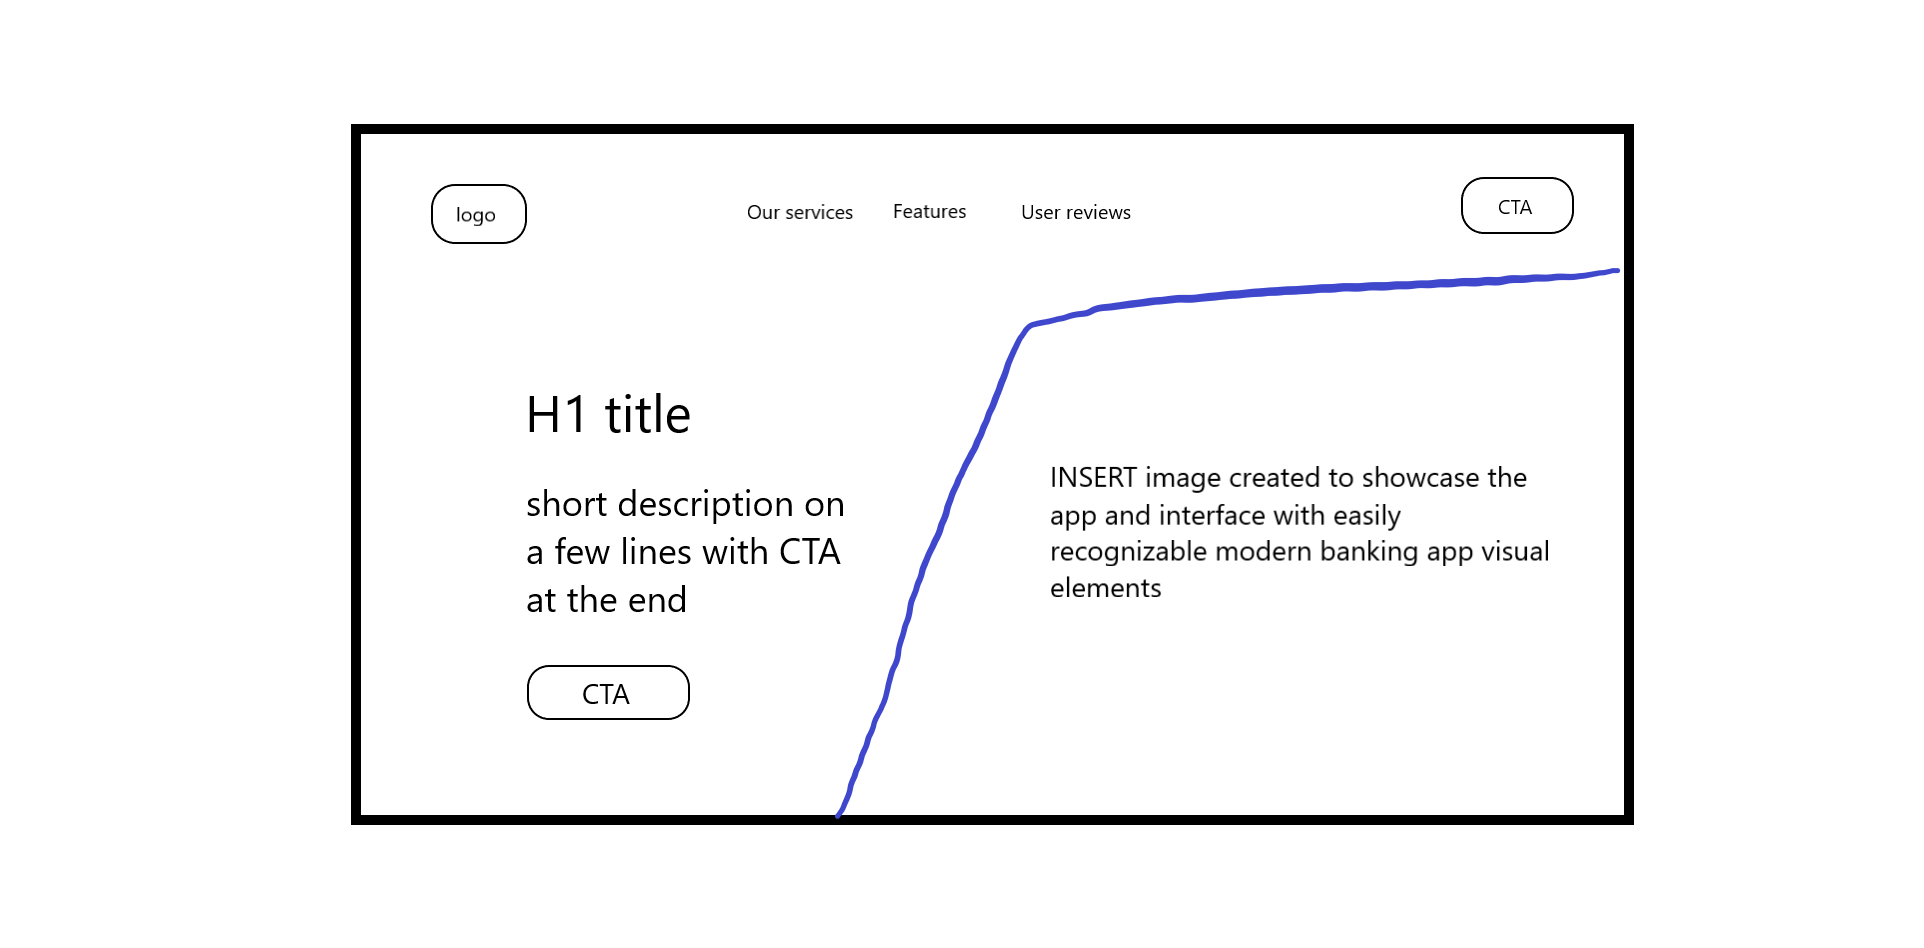 logo
Our services
Features
User reviews
CTA
H1 title
short description on
a few lines with CTA
at the end
CTA
INSERT image created to showcase the
app and interface with easily
recognizable modern banking app visual
elements